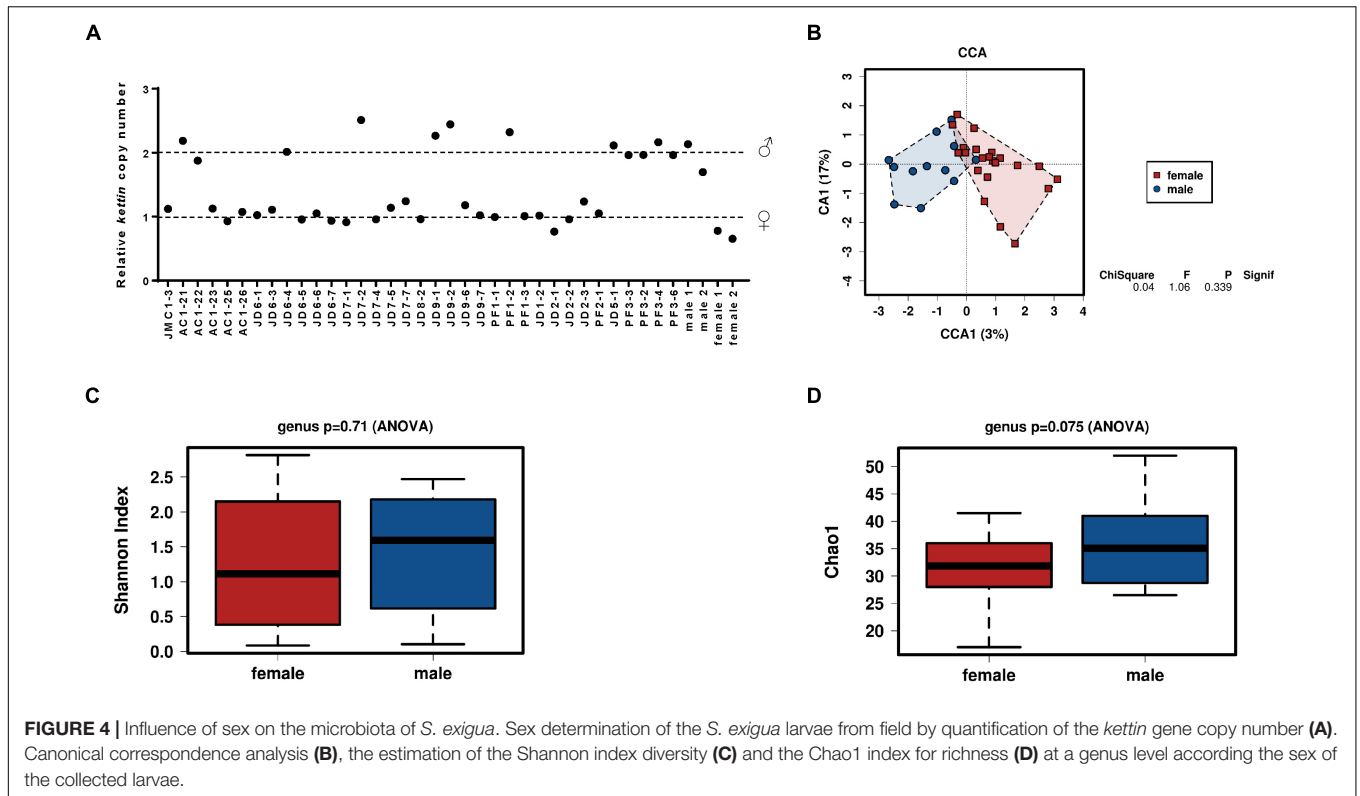 A
Relative kettin copy number
3
2
1
0
♂
♀
JMC1-3
AC1-21
AC1-22
AC1-23
AC1-25
AC1-26
JD6-1
JD6-3
JD6-4
JD6-5
JD6-6
JD6-7
JD7-1
JD7-2
JD7-4
JD7-5
JD7-7
JD8-2
JD9-1
JD9-2
JD9-6
JD9-7
PF1-1
PF1-2
PF1-3
JD1-2
JD2-1
JD2-2
JD2-3
PF2-1
JD5-1
PF3-3
PF3-2
PF3-4
PF3-6
male 1
male 2
female 1
female 2
B
CCA
CA1 (17%)
3
2
1
0
-1
-2
-3
-4
-3 -2 -1 0 1 2 3 4
CCA1 (3%)
female
male
ChiSquare F P Signif
0.04 1.06 0.339
C
genus p=0.71 (ANOVA)
Shannon Index
2.5
2.0
1.5
1.0
0.5
0.0
female male
D
genus p=0.075 (ANOVA)
Chao1
50
45
40
35
30
25
20
female male
FIGURE 4 | Influence of sex on the microbiota of S. exigua. Sex determination of the S. exigua larvae from field by quantification of the kettin gene copy number (A).
Canonical correspondence analysis (B), the estimation of the Shannon index diversity (C) and the Chao1 index for richness (D) at a genus level according the sex of
the collected larvae.